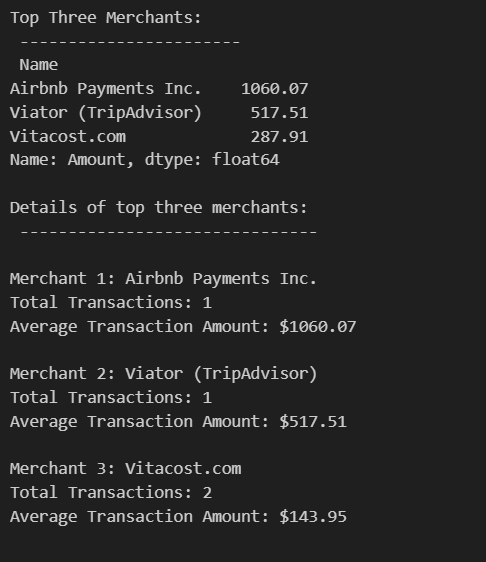 Top Three Merchants:
 -----------------------
 Name
Airbnb Payments Inc.    1060.07
Viator (TripAdvisor)     517.51
Vitacost.com             287.91
Name: Amount, dtype: float64

Details of top three merchants:
 -------------------------------

Merchant 1: Airbnb Payments Inc.
Total Transactions: 1
Average Transaction Amount: $1060.07

Merchant 2: Viator (TripAdvisor)
Total Transactions: 1
Average Transaction Amount: $517.51

Merchant 3: Vitacost.com
Total Transactions: 2
Average Transaction Amount: $143.95